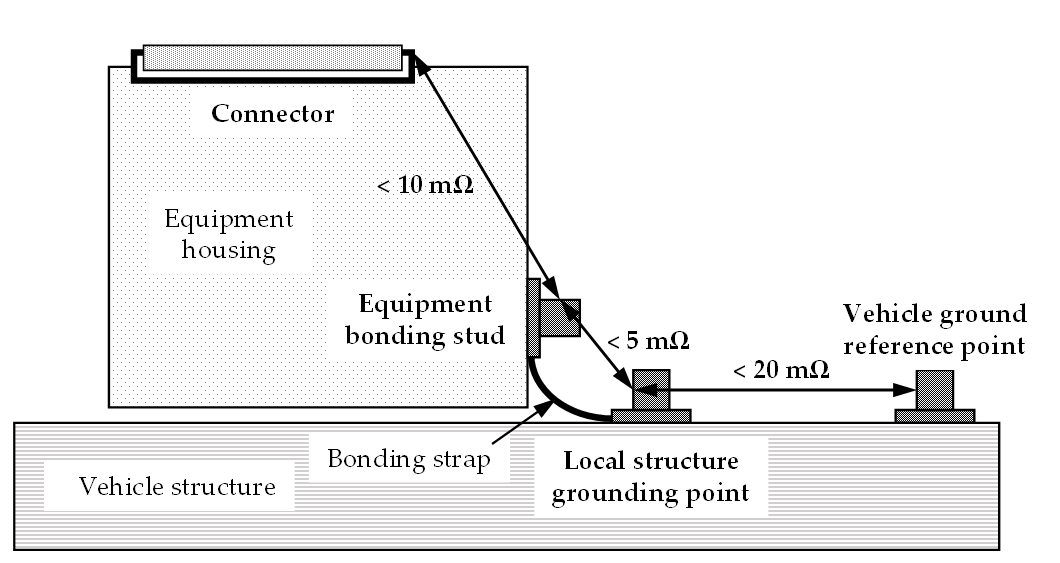 Connector
< 10 mΩ
Equipment
housing
Equipment
bonding stud
< 5 mΩ
Vehicle ground
reference point
< 20 mΩ
Bonding strap
Local structure
grounding point
Vehicle structure